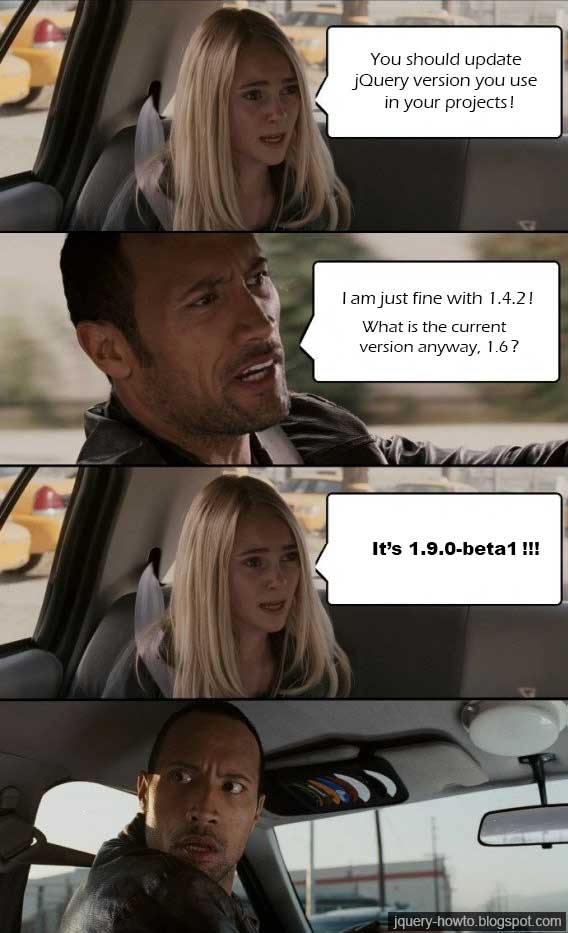 You should update
jQuery version you use
in your projects!
I am just fine with 1.4.2!
What is the current
version anyway, 1.6?
It's 1.9.0-beta1 !!!
jquery-howto.blogspot.com